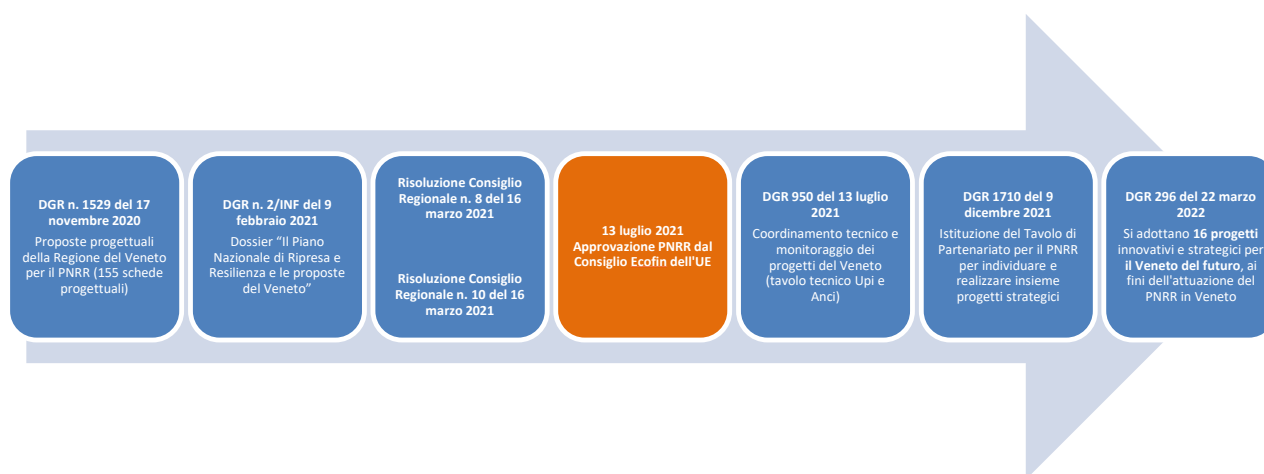 DGR n. 1529 del 17
novembre 2020
Proposte progettuali
della Regione del Veneto
per il PNRR (155 schede
progettuali)
DGR n. 2/INF del 9
febbraio 2021
Dossier “Il Piano
Nazionale di Ripresa e
Resilienza e le proposte
del Veneto”
Risoluzione Consiglio
Regionale n. 8 del 16
marzo 2021
Risoluzione Consiglio
Regionale n. 10 del 16
marzo 2021
13 luglio 2021
Approvazione PNRR dal
Consiglio Ecofin dell'UE
DGR 950 del 13 luglio
2021
Coordinamento tecnico e
monitoraggio dei
progetti del Veneto
(tavolo tecnico Upi e
Anci)
DGR 1710 del 9
dicembre 2021
Istituzione del Tavolo di
Partenariato per il PNRR
per individuare e
realizzare insieme
progetti strategici
DGR 296 del 22 marzo
2022
Si adottano 16 progetti
innovativi e strategici per
il Veneto del futuro, ai
fini dell'attuazione del
PNRR in Veneto